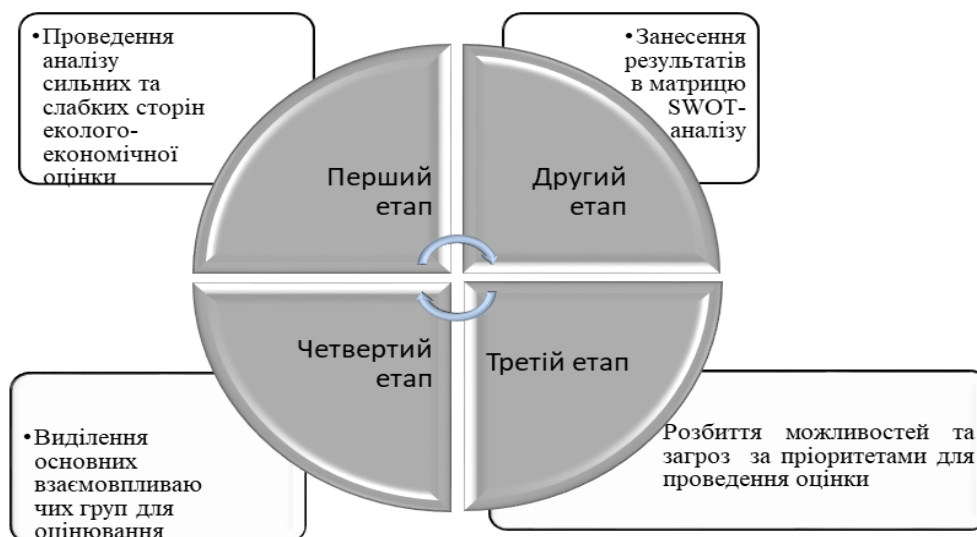 •Проведення
аналізу
сильних та
слабких сторін
еколого-
економічної
оцінки
•Занесення
результатів
в матрицю
SWOT-
аналізу
Перший
етап
Другий
етап
Четвертий
етап
Третій етап
•Виділення
основних
взаємовпливаю
чих груп для
оцінювання
Розбиття можливостей та
загроз за пріоритетами для
проведення оцінки